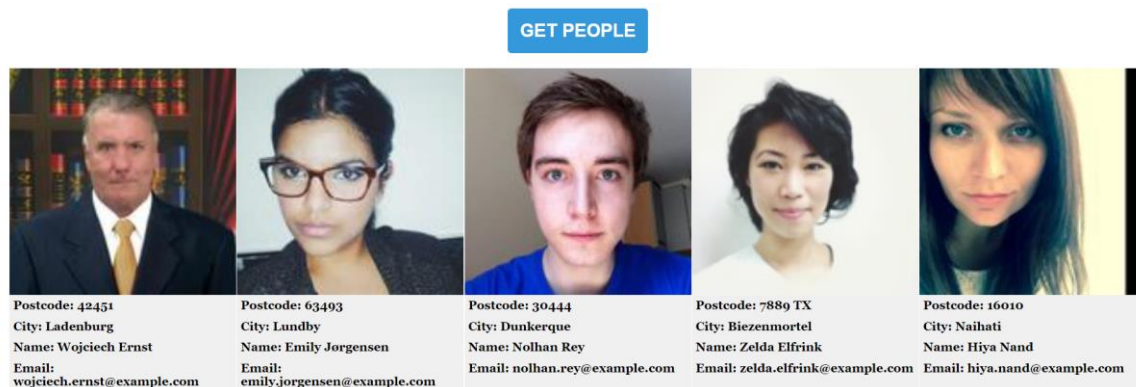 GET PEOPLE
Postcode: 42451
City: Ladenburg
Name: Wojciech Ernst
Email:
wojciech.ernst@example.com
Postcode: 63493
City: Lundby
Name: Emily Jørgensen
Email:
emily.jorgensen@example.com
Postcode: 30444
City: Dunkerque
Name: Nolhan Rey
Email: nolhan.rey@example.com
Postcode: 7889 TX
City: Biezenmortel
Name: Zelda Elfrink
Email: zelda.elfrink@example.com
Postcode: 16010
City: Naihati
Name: Hiya Nand
Email: hiya.nand@example.com